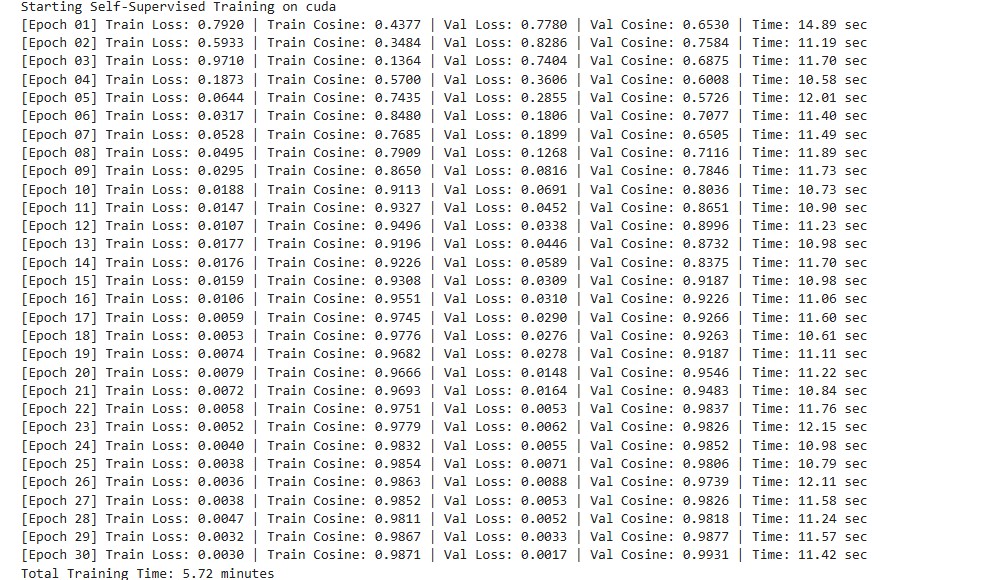 Starting Self-Supervised Training on cuda
[Epoch 01] Train Loss: 0.7920 | Train Cosine: 0.4377 | Val Loss: 0.7780 | Val Cosine: 0.6530 | Time: 14.89 sec
[Epoch 02] Train Loss: 0.5933 | Train Cosine: 0.3484 | Val Loss: 0.8286 | Val Cosine: 0.7584 | Time: 11.19 sec
[Epoch 03] Train Loss: 0.9710 | Train Cosine: 0.1364 | Val Loss: 0.7404 | Val Cosine: 0.6875 | Time: 11.70 sec
[Epoch 04] Train Loss: 0.1873 | Train Cosine: 0.5700 | Val Loss: 0.3606 | Val Cosine: 0.6008 | Time: 10.58 sec
[Epoch 05] Train Loss: 0.0644 | Train Cosine: 0.7435 | Val Loss: 0.2855 | Val Cosine: 0.5726 | Time: 12.01 sec
[Epoch 06] Train Loss: 0.0317 | Train Cosine: 0.8480 | Val Loss: 0.1806 | Val Cosine: 0.7077 | Time: 11.40 sec
[Epoch 07] Train Loss: 0.0528 | Train Cosine: 0.7685 | Val Loss: 0.1899 | Val Cosine: 0.6505 | Time: 11.49 sec
[Epoch 08] Train Loss: 0.0495 | Train Cosine: 0.7909 | Val Loss: 0.1268 | Val Cosine: 0.7116 | Time: 11.89 sec
[Epoch 09] Train Loss: 0.0295 | Train Cosine: 0.8650 | Val Loss: 0.0816 | Val Cosine: 0.7846 | Time: 11.73 sec
[Epoch 10] Train Loss: 0.0188 | Train Cosine: 0.9113 | Val Loss: 0.0691 | Val Cosine: 0.8036 | Time: 10.73 sec
[Epoch 11] Train Loss: 0.0147 | Train Cosine: 0.9327 | Val Loss: 0.0452 | Val Cosine: 0.8651 | Time: 10.90 sec
[Epoch 12] Train Loss: 0.0107 | Train Cosine: 0.9496 | Val Loss: 0.0338 | Val Cosine: 0.8996 | Time: 11.23 sec
[Epoch 13] Train Loss: 0.0177 | Train Cosine: 0.9196 | Val Loss: 0.0446 | Val Cosine: 0.8732 | Time: 10.98 sec
[Epoch 14] Train Loss: 0.0176 | Train Cosine: 0.9226 | Val Loss: 0.0589 | Val Cosine: 0.8375 | Time: 11.70 sec
[Epoch 15] Train Loss: 0.0159 | Train Cosine: 0.9308 | Val Loss: 0.0309 | Val Cosine: 0.9187 | Time: 10.98 sec
[Epoch 16] Train Loss: 0.0106 | Train Cosine: 0.9551 | Val Loss: 0.0310 | Val Cosine: 0.9226 | Time: 11.06 sec
[Epoch 17] Train Loss: 0.0059 | Train Cosine: 0.9745 | Val Loss: 0.0290 | Val Cosine: 0.9266 | Time: 11.60 sec
[Epoch 18] Train Loss: 0.0053 | Train Cosine: 0.9776 | Val Loss: 0.0276 | Val Cosine: 0.9263 | Time: 10.61 sec
[Epoch 19] Train Loss: 0.0074 | Train Cosine: 0.9682 | Val Loss: 0.0278 | Val Cosine: 0.9187 | Time: 11.11 sec
[Epoch 20] Train Loss: 0.0079 | Train Cosine: 0.9666 | Val Loss: 0.0148 | Val Cosine: 0.9546 | Time: 11.22 sec
[Epoch 21] Train Loss: 0.0072 | Train Cosine: 0.9693 | Val Loss: 0.0164 | Val Cosine: 0.9483 | Time: 10.84 sec
[Epoch 22] Train Loss: 0.0058 | Train Cosine: 0.9751 | Val Loss: 0.0053 | Val Cosine: 0.9837 | Time: 11.76 sec
[Epoch 23] Train Loss: 0.0052 | Train Cosine: 0.9779 | Val Loss: 0.0062 | Val Cosine: 0.9826 | Time: 12.15 sec
[Epoch 24] Train Loss: 0.0040 | Train Cosine: 0.9832 | Val Loss: 0.0055 | Val Cosine: 0.9852 | Time: 10.98 sec
[Epoch 25] Train Loss: 0.0038 | Train Cosine: 0.9854 | Val Loss: 0.0071 | Val Cosine: 0.9806 | Time: 10.79 sec
[Epoch 26] Train Loss: 0.0036 | Train Cosine: 0.9863 | Val Loss: 0.0088 | Val Cosine: 0.9739 | Time: 12.11 sec
[Epoch 27] Train Loss: 0.0038 | Train Cosine: 0.9852 | Val Loss: 0.0053 | Val Cosine: 0.9826 | Time: 11.58 sec
[Epoch 28] Train Loss: 0.0047 | Train Cosine: 0.9811 | Val Loss: 0.0052 | Val Cosine: 0.9818 | Time: 11.24 sec
[Epoch 29] Train Loss: 0.0032 | Train Cosine: 0.9867 | Val Loss: 0.0033 | Val Cosine: 0.9877 | Time: 11.57 sec
[Epoch 30] Train Loss: 0.0030 | Train Cosine: 0.9871 | Val Loss: 0.0017 | Val Cosine: 0.9931 | Time: 11.42 sec
Total Training Time: 5.72 minutes